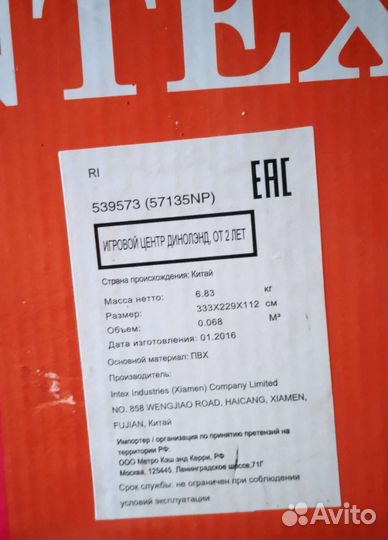 NTEX
RI
EAC
539573 (57135NP)
ИГРОВОЙ ЦЕНТР ДИНОЛЭНД, ОТ 2 ЛЕТ
Страна происхождения: Китай
Масса нетто: 6.83 кг
Размер: 333X229X112 см
Объем: 0.068 М³
Дата изготовления: 01.2016
Основной материал: ПВХ
Производитель:
Intex Industries (Xiamen) Company Limited
NO. 858 WENGJIAO ROAD, HAICANG, XIAMEN,
FUJIAN, Китай
Импортер / организация по принятию претензий на
территории РФ:
ООО Метро Кэш энд Керри, РФ
Москва, 125445, Ленинградское шоссе,71Г
Срок службы: не ограничен при соблюдении
условий эксплуатации
Avito